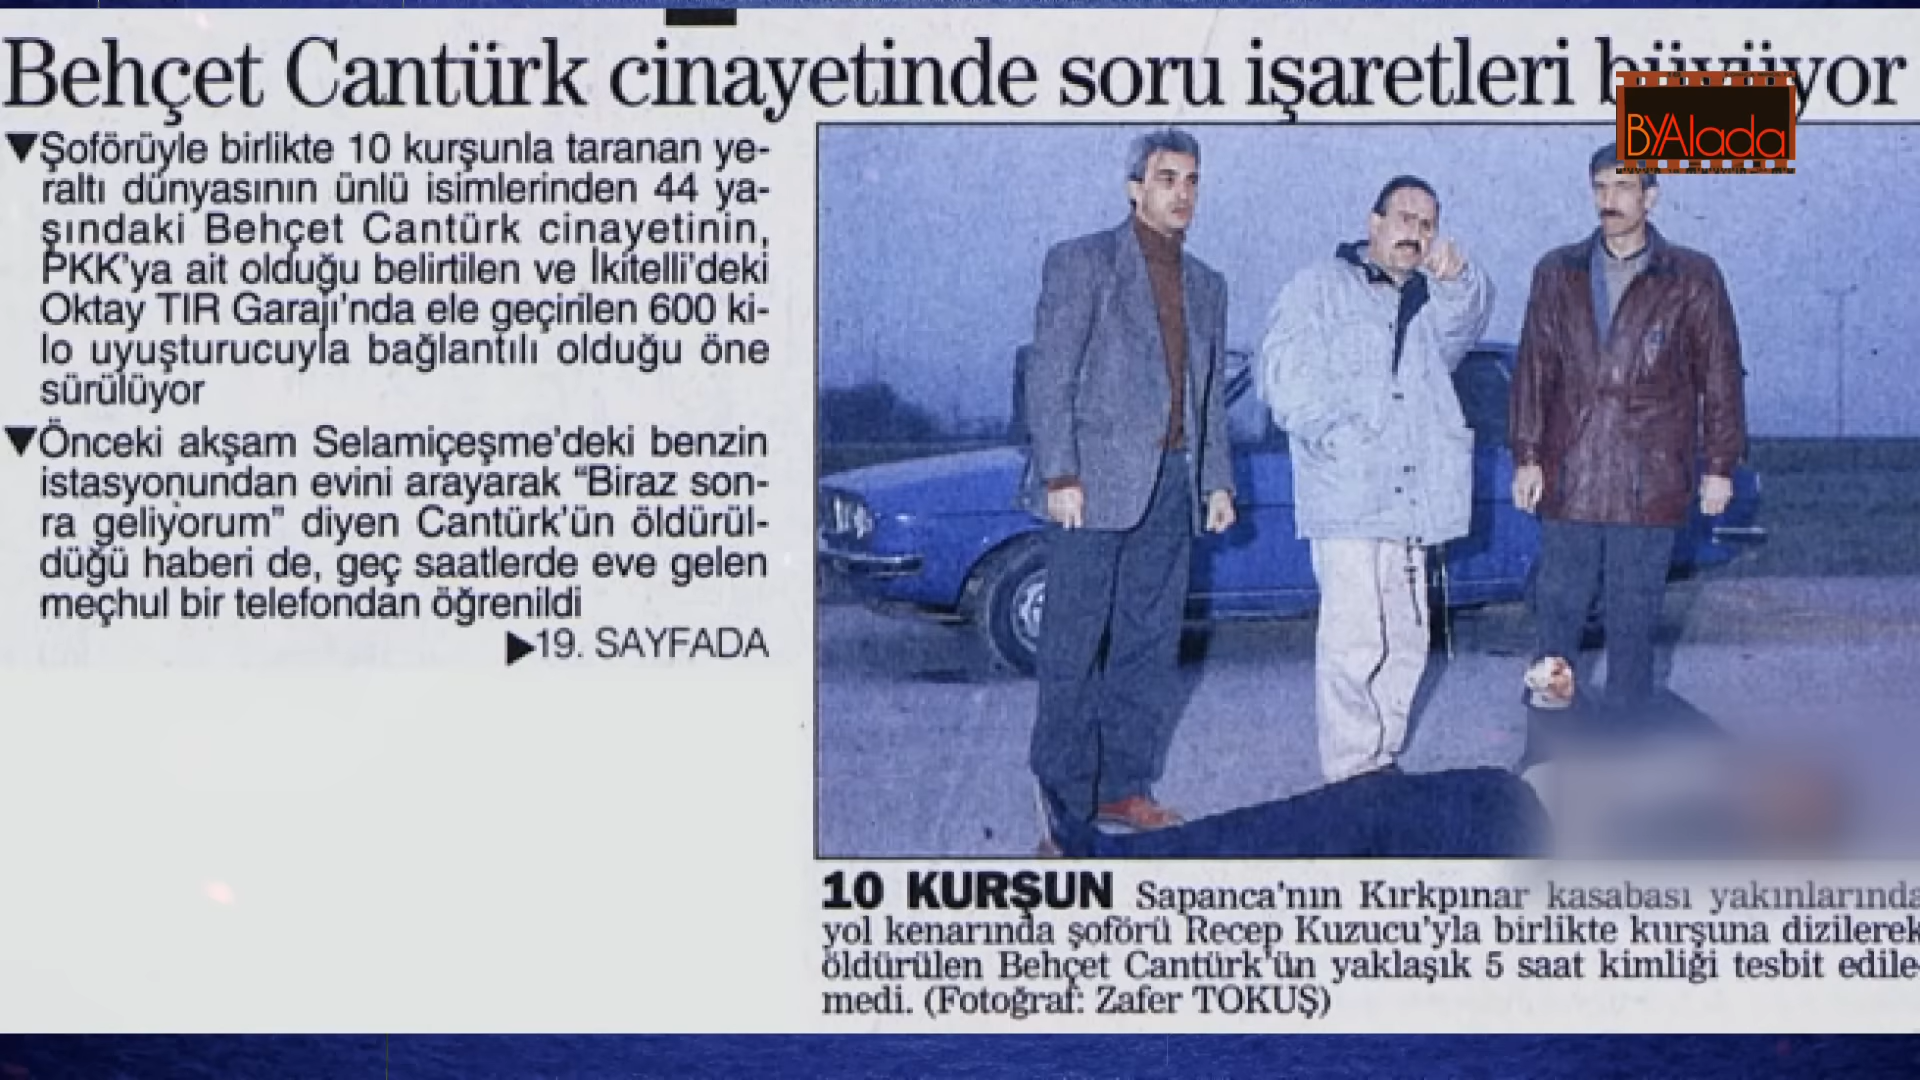 Behçet Cantürk cinayetinde soru işaretleri büyüyor
BYAlada
▼Şoförüyle birlikte 10 kurşunla taranan ye-
raltı dünyasının ünlü isimlerinden 44 ya-
şındaki Behçet Cantürk cinayetinin,
PKK'ya ait olduğu belirtilen ve İkitelli'deki
Oktay TIR Garajı'nda ele geçirilen 600 ki-
lo uyuşturucuyla bağlantılı olduğu öne
sürülüyor
▼Önceki akşam Selamiçeşme'deki benzin
istasyonundan evini arayarak “Biraz son-
ra geliyorum” diyen Cantürk'ün öldürül-
düğü haberi de, geç saatlerde eve gelen
meçhul bir telefondan öğrenildi
▶19. SAYFADA
10 KURŞUN Sapanca'nın Kırkpınar kasabası yakınlarında
yol kenarında şoförü Recep Kuzucu'yla birlikte kurşuna dizilerek
öldürülen Behçet Cantürk'ün yaklaşık 5 saat kimliği tesbit edile-
medi. (Fotoğraf: Zafer TOKUŞ)